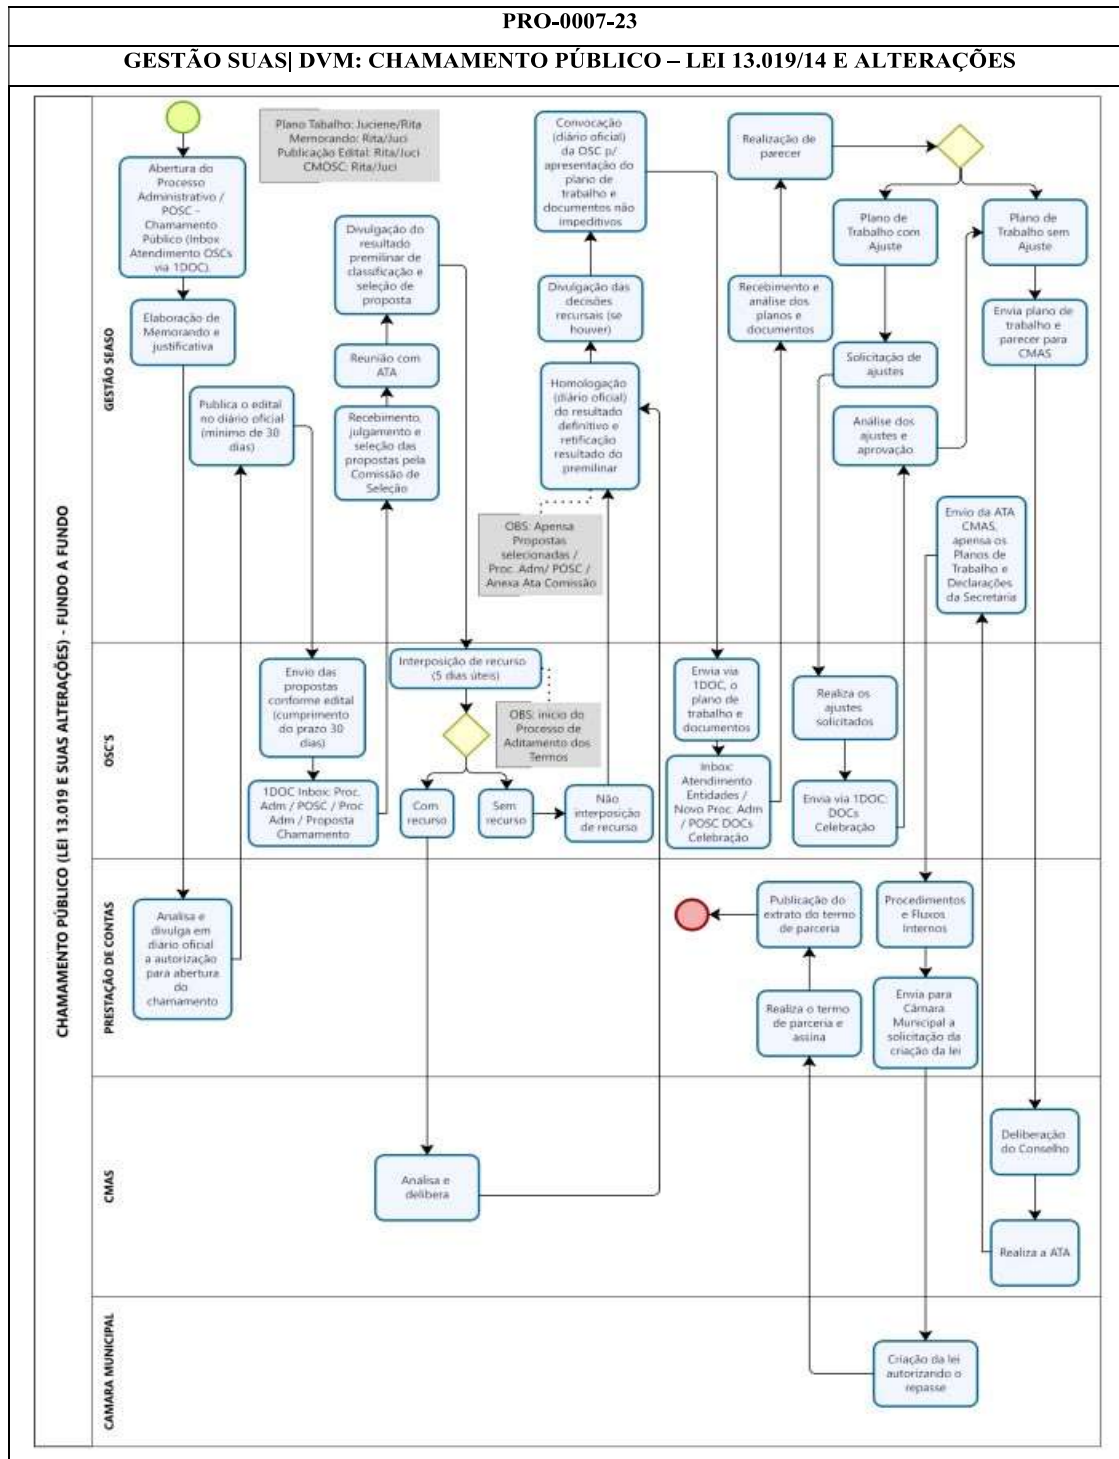 PRO-0007-23
GESTÃO SUAS| DVM: CHAMAMENTO PÚBLICO – LEI 13.019/14 E ALTERAÇÕES
CHAMAMENTO PÚBLICO (LEI 13.019 E SUAS ALTERAÇÕES) - FUNDO A FUNDO
GESTÃO SEASO
Abertura do
Processo
Administrativo /
POSC -
Chamamento
Público (Inbox
Atendimento OSCs
via 1DOC).
Elaboração de
Memorando e
justificativa
Plano Tabalho: Juciene/Rita
Memorando: Rita/Juci
Publicação Edital: Rita/Juci
CMOSC: Rita/Juci
Publica o edital
no diário oficial
(mínimo de 30
dias)
Divulgação do
resultado
premilinar de
classificação e
seleção de
proposta
Reunião com
ATA
Recebimento,
julgamento e
seleção das
propostas pela
Comissão de
Seleção
Convocação
(diário oficial)
da OSC p/
apresentação do
plano de
trabalho e
documentos não
impeditivos
Divulgação das
decisões
recursais (se
houver)
Homologação
(diário oficial)
do resultado
definitivo e
retificação
resultado do
premilinar
OBS: Apensa
Propostas
selecionadas /
Proc. Adm/ POSC /
Anexa Ata Comissão
Realização de
parecer
Recebimento e
análise dos
planos e
documentos
Plano de
Trabalho com
Ajuste
Plano de
Trabalho sem
Ajuste
Solicitação de
ajustes
Envia plano de
trabalho e
parecer para
CMAS
Análise dos
ajustes e
aprovação
Envio da ATA
CMAS,
apensa os
Planos de
Trabalho e
Declarações
da Secretaria
OSC'S
Envio das
propostas
conforme edital
(cumprimento
do prazo 30
dias)
1DOC Inbox: Proc.
Adm / POSC / Proc
Adm / Proposta
Chamamento
Interposição de recurso
(5 dias úteis)
OBS: inicio do
Processo de
Aditamento dos
Termos
Com
recurso
Sem
recurso
Não
interposição
de recurso
Envia via
1DOC, o
plano de
trabalho e
documentos
Inbox:
Atendimento
Entidades /
Novo Proc. Adm
/ POSC DOCs
Celebração
Realiza os
ajustes
solicitados
Envia via 1DOC:
DOCs
Celebração
PRESTAÇÃO DE CONTAS
Analisa e
divulga em
diário oficial
a autorização
para abertura
do
chamamento
Publicação do
extrato do termo
de parceria
Procedimentos
e Fluxos
Internos
Realiza o termo
de parceria e
assina
Envia para
Câmara
Municipal a
solicitação da
criação da lei
CMAS
Analisa e
delibera
Deliberação
do Conselho
Realiza a ATA
CAMARA MUNICIPAL
Criação da lei
autorizando o
repasse